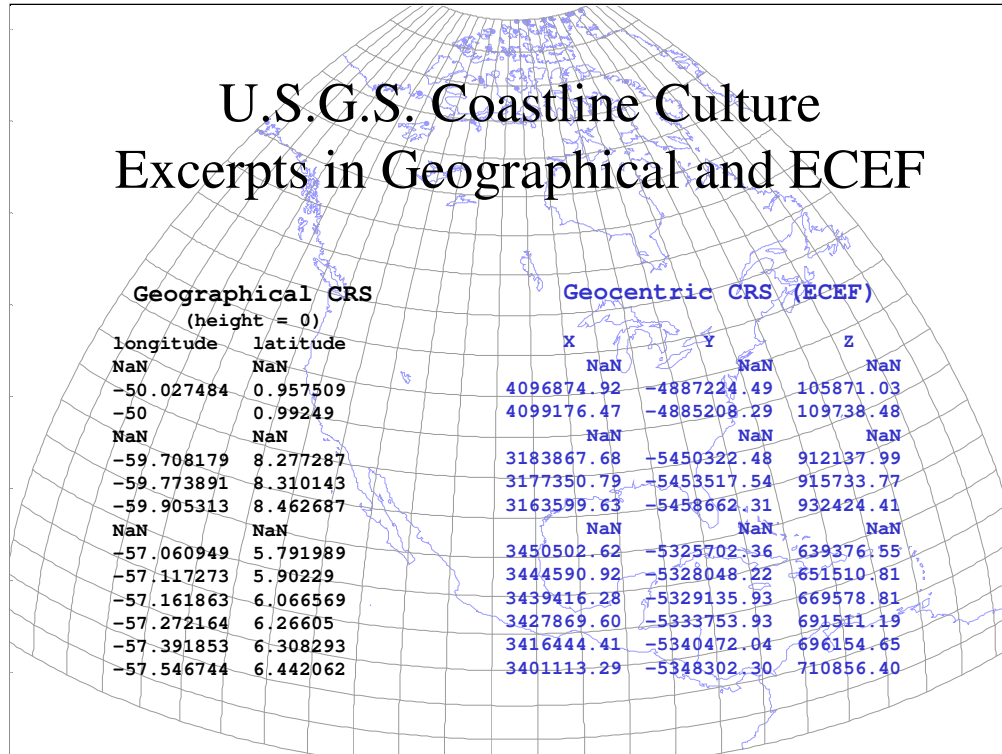 U.S.G.S. Coastline Culture
Excerpts in Geographical and ECEF
Geographical CRS
(height = 0)
longitude latitude
NaN NaN
-50.027484 0.957509
-50 0.99249
NaN NaN
-59.708179 8.277287
-59.773891 8.310143
-59.905313 8.462687
NaN NaN
-57.060949 5.791989
-57.117273 5.90229
-57.161863 6.066569
-57.272164 6.26605
-57.391853 6.308293
-57.546744 6.442062
Geocentric CRS (ECEF)
X Y Z
NaN NaN NaN
4096874.92 -4887224.49 105871.03
4099176.47 -4885208.29 109738.48
NaN NaN NaN
3183867.68 -5450322.48 912137.99
3177350.79 -5453517.54 915733.77
3163599.63 -5458662.31 932424.41
NaN NaN NaN
3450502.62 -5325702.36 639376.55
3444590.92 -5328048.22 651510.81
3439416.28 -5329135.93 669578.81
3427869.60 -5333753.93 691511.19
3416444.41 -5340472.04 696154.65
3401113.29 -5348302.30 710856.40